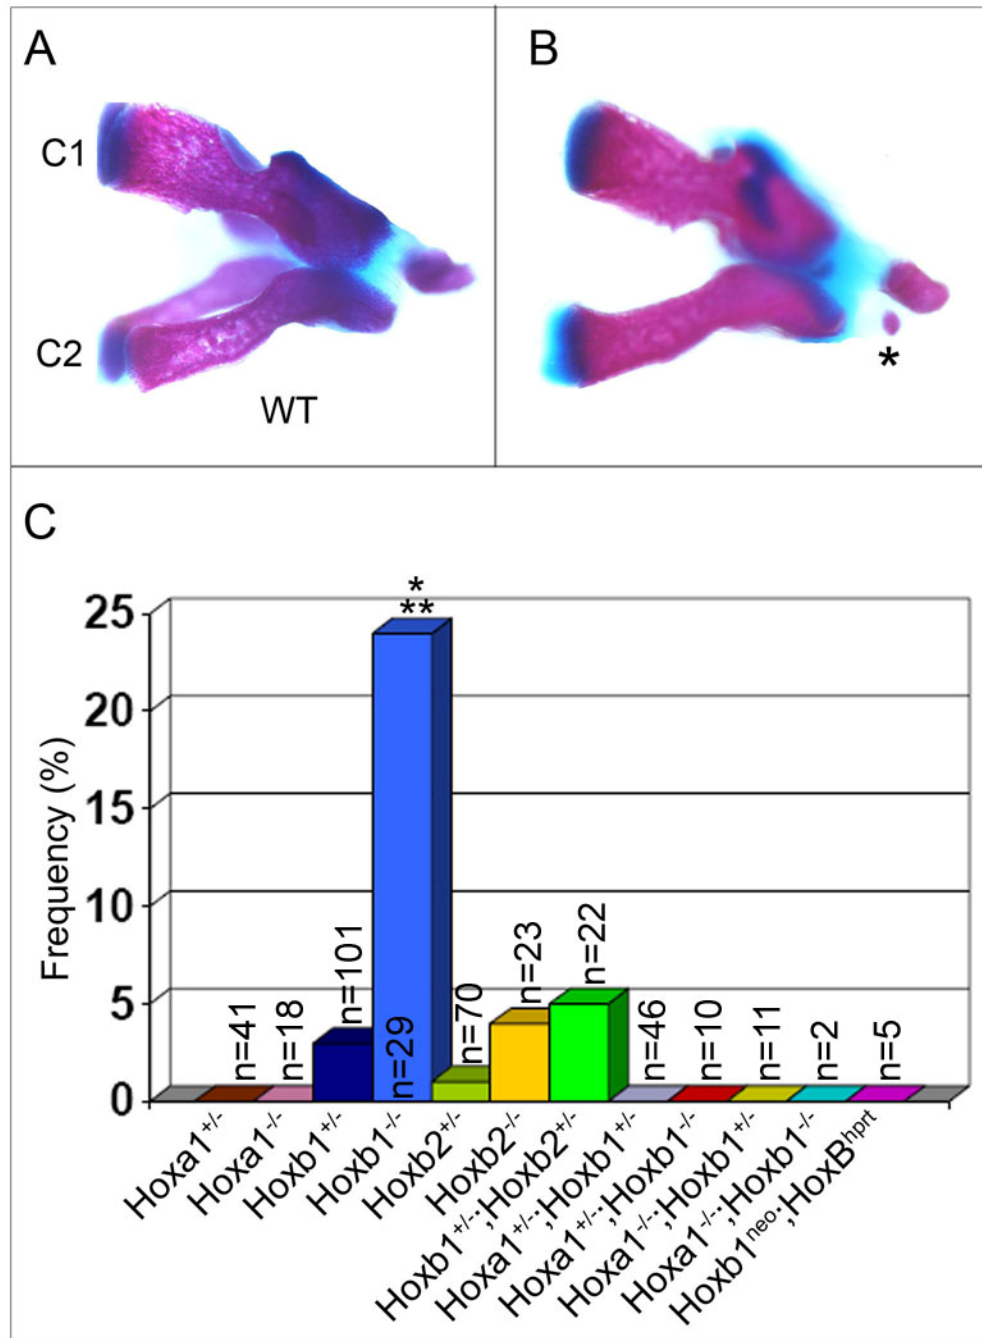 A
B
C1
C2
WT
*
C
*
**
25
20
15
10
5
0
Frequency (%)
n=41
n=18
n=101
n=29
n=70
n=23
n=22
n=46
n=10
n=11
n=2
n=5
Hoxa1+/-
Hoxa1-/-
Hoxb1+/-
Hoxb1-/-
Hoxb2+/-
Hoxb2-/-
Hoxb1+/-;Hoxb2+/-
Hoxa1+/-;Hoxb1+/-
Hoxa1+/-;Hoxb1-/-
Hoxa1-/-;Hoxb1+/-
Hoxa1-/-;Hoxb1-/-
Hoxb1neo;HoxBhprt